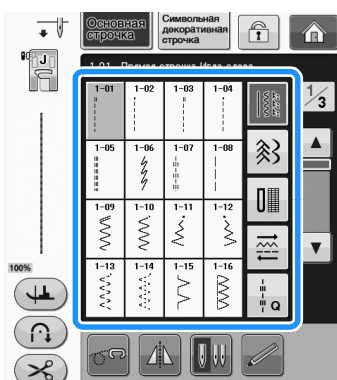 Основная строчка
Символьная декоративная строчка
J
1-01 Прямая строчка Игла слева
1/3
1-01 1-02 1-03 1-04
1-05 1-06 1-07 1-08
1-09 1-10 1-11 1-12
1-13 1-14 1-15 1-16
Q
100%